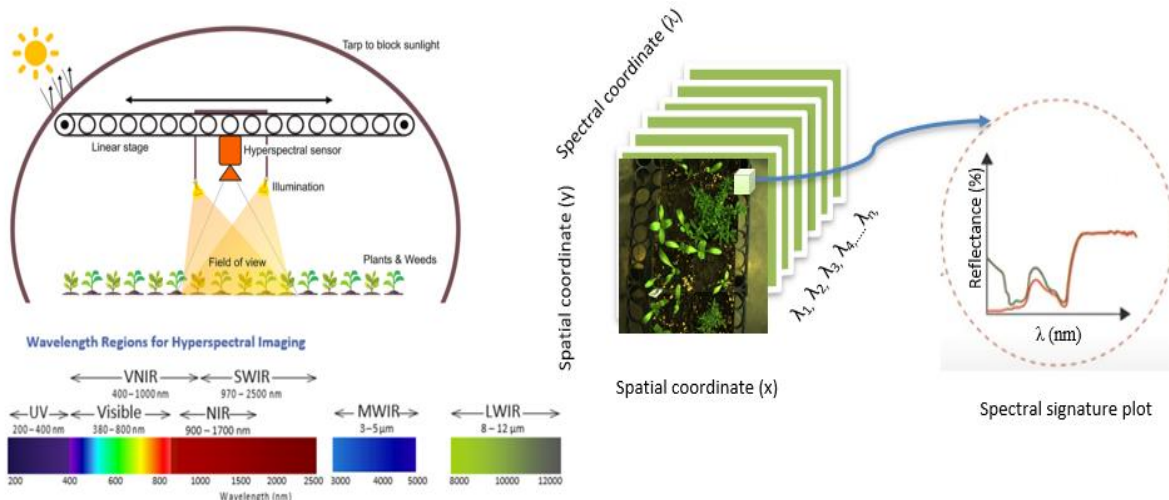 Tarp to block sunlight
Linear stage
Hyperspectral sensor
Illumination
Field of view
Plants & Weeds
Wavelength Regions for Hyperspectral Imaging
VNIR
400–1000 nm
SWIR
970 – 2500 nm
UV
200 – 400 nm
Visible
380–800 nm
NIR
900 – 1700 nm
MWIR
3–5 μm
LWIR
8 – 12 μm
200 400 600 800 1000 1500 2000 2500
3000 4000 5000
8000 10000 12000
Wavelength (nm)
Spectral coordinate (λ)
Spatial coordinate (y)
Spatial coordinate (x)
λ1, λ2, λ3, λ4,.... λn,
Reflectance (%)
λ (nm)
Spectral signature plot